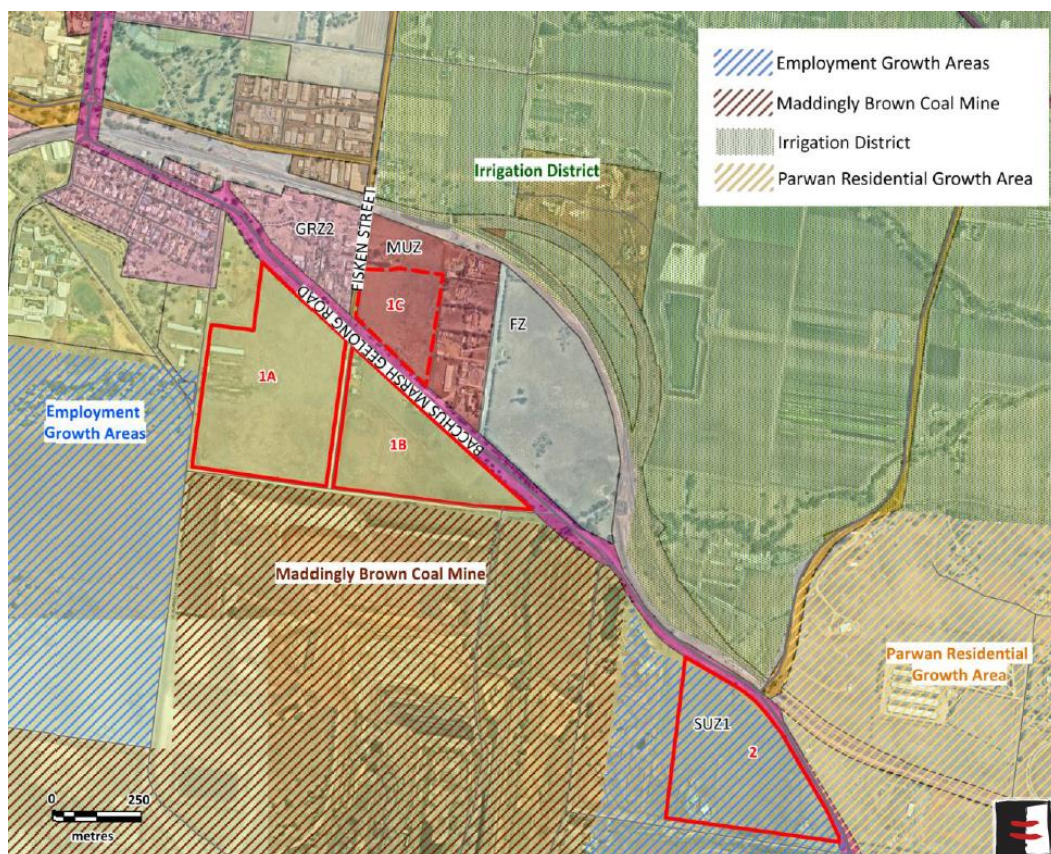 Employment Growth Areas
Maddingly Brown Coal Mine
Irrigation District
Parwan Residential Growth Area
Irrigation District
FISKEN STREET
GRZ2
MUZ
1C
FZ
BACCHUS MARSH GEELONG ROAD
1A
1B
Employment
Growth Areas
Maddingly Brown Coal Mine
Parwan Residential
Growth Area
SUZ1
2
0 250
metres